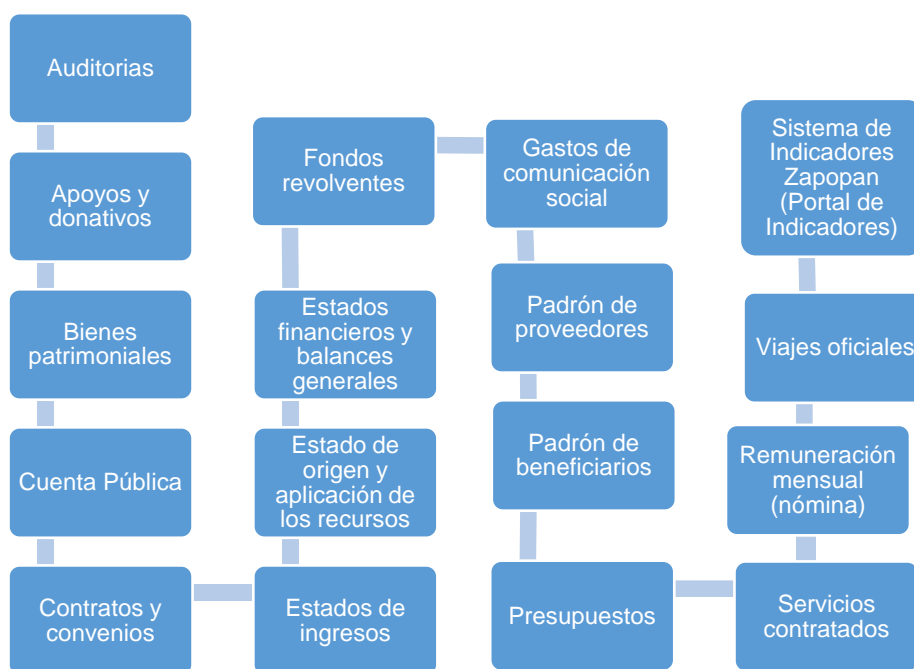 Auditorias
Apoyos y
donativos
Bienes
patrimoniales
Cuenta Pública
Contratos y
convenios
Estados de
ingresos
Estado de
origen y
aplicación de
los recursos
Estados
financieros y
balances
generales
Fondos
revolventes
Gastos de
comunicación
social
Padrón de
proveedores
Padrón de
beneficiarios
Presupuestos
Servicios
contratados
Remuneración
mensual
(nómina)
Viajes oficiales
Sistema de
Indicadores
Zapopan
(Portal de
Indicadores)